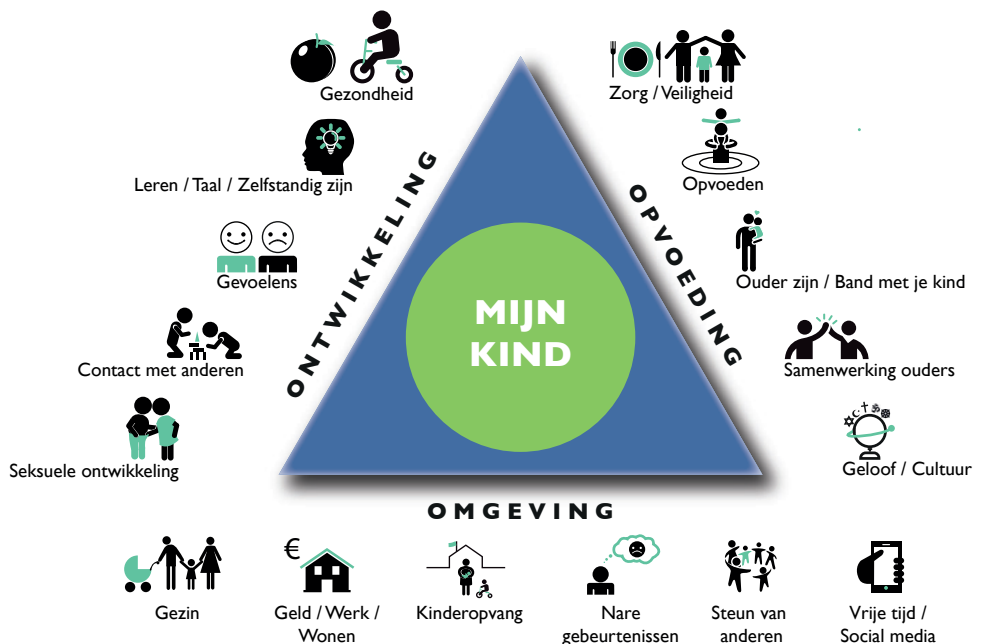 Gezondheid
Leren / Taal / Zelfstandig zijn
Gevoelens
Contact met anderen
Seksuele ontwikkeling
ONTWIKKELING
MIJN
KIND
OPVOEDING
Zorg / Veiligheid
Opvoeden
Ouder zijn / Band met je kind
Samenwerking ouders
Geloof / Cultuur
OMGEVING
€
Gezin
Geld / Werk /
Wonen
Kinderopvang
Nare
gebeurtenissen
Steun van
anderen
Vrije tijd /
Social media